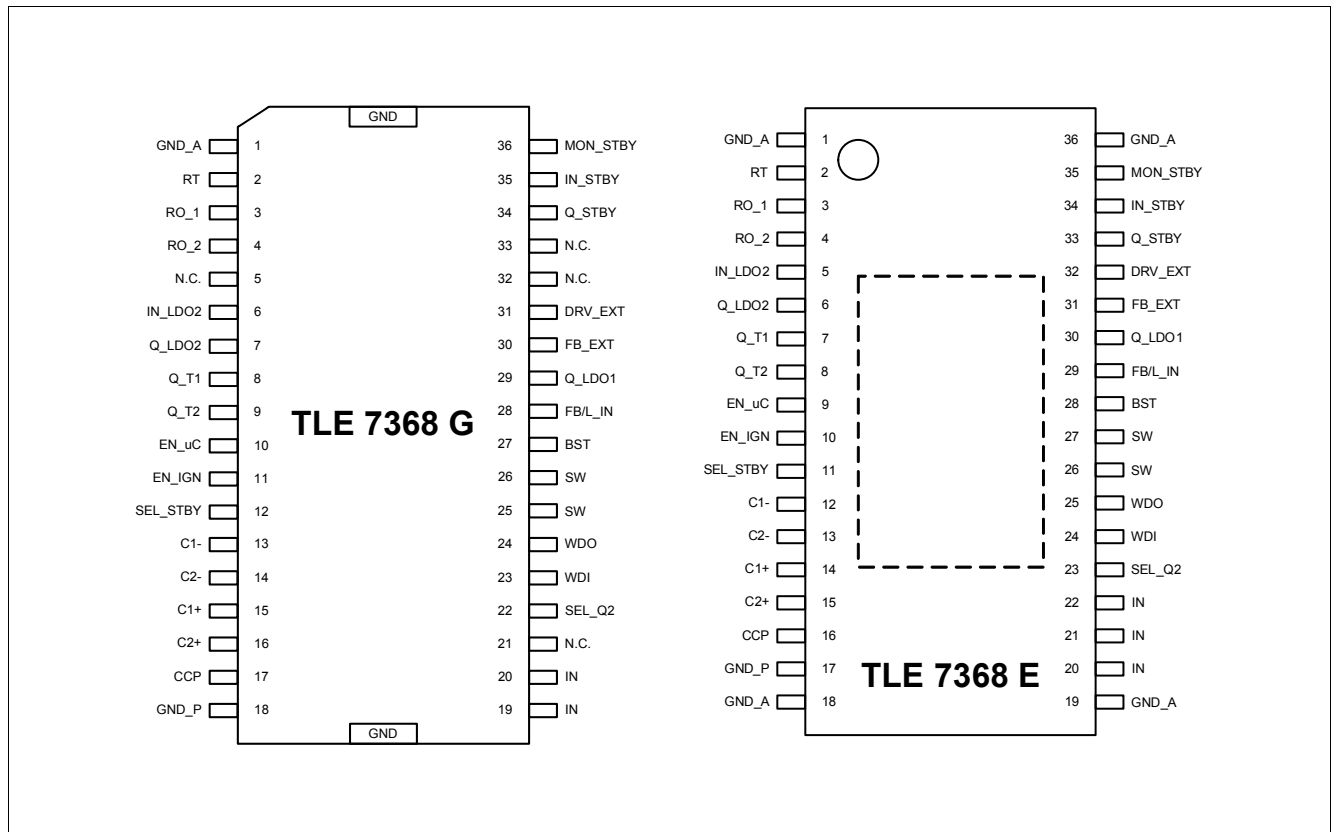 GND
GND_A 1 36 MON_STBY
RT 2 35 IN_STBY
RO_1 3 34 Q_STBY
RO_2 4 33 N.C.
N.C. 5 32 N.C.
IN_LDO2 6 31 DRV_EXT
Q_LDO2 7 30 FB_EXT
Q_T1 8 29 Q_LDO1
Q_T2 9 28 FB/L_IN
TLE 7368 G
EN_uC 10 27 BST
EN_IGN 11 26 SW
SEL_STBY 12 25 SW
C1- 13 24 WDO
C2- 14 23 WDI
C1+ 15 22 SEL_Q2
C2+ 16 21 N.C.
CCP 17 20 IN
GND_P 18 19 IN
GND
GND_A 1 36 GND_A
RT 2 35 MON_STBY
RO_1 3 34 IN_STBY
RO_2 4 33 Q_STBY
IN_LDO2 5 32 DRV_EXT
Q_LDO2 6 31 FB_EXT
Q_T1 7 30 Q_LDO1
Q_T2 8 29 FB/L_IN
EN_uC 9 28 BST
EN_IGN 10 27 SW
SEL_STBY 11 26 SW
C1- 12 25 WDO
C2- 13 24 WDI
C1+ 14 23 SEL_Q2
C2+ 15 22 IN
CCP 16 21 IN
GND_P 17 20 IN
TLE 7368 E
GND_A 18 19 GND_A